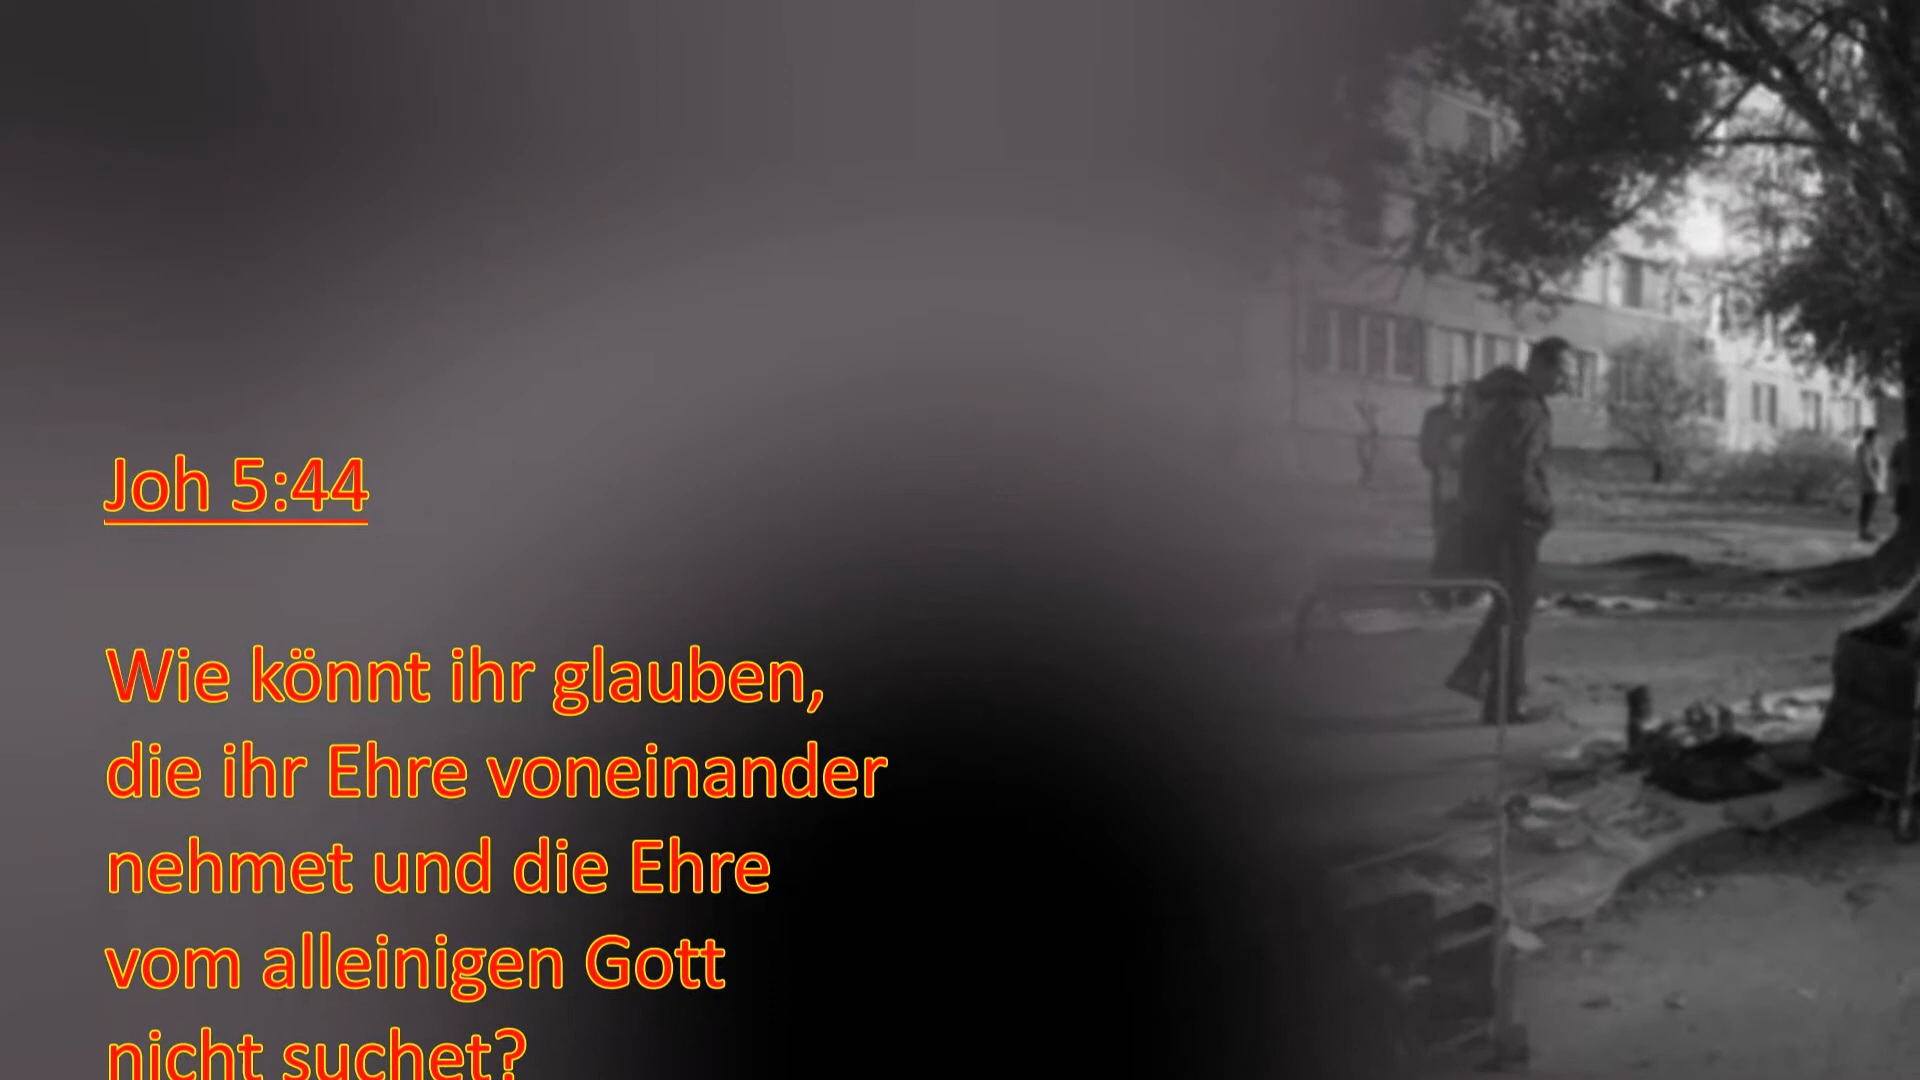 Joh 5:44
Wie könnt ihr glauben,
die ihr Ehre voneinander
nehmet und die Ehre
vom alleinigen Gott
nicht suchet?